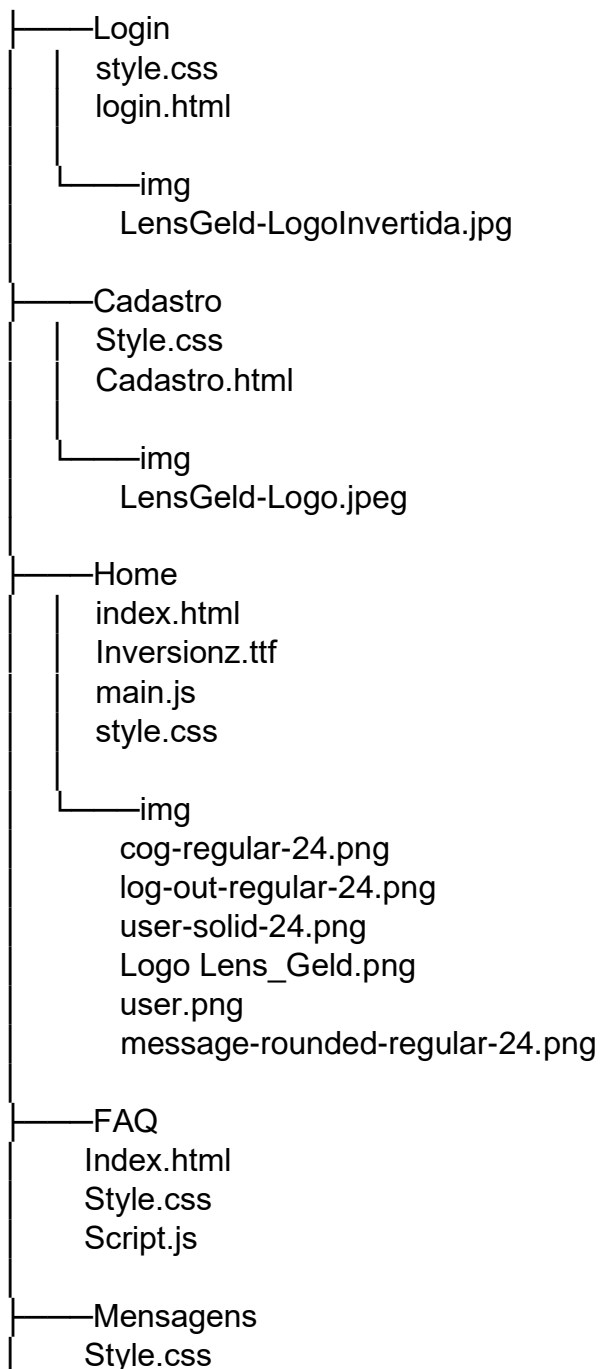 Login
style.css
login.html
img
LensGeld-LogoInvertida.jpg
Cadastro
Style.css
Cadastro.html
img
LensGeld-Logo.jpeg
Home
index.html
Inversionz.ttf
main.js
style.css
img
cog-regular-24.png
log-out-regular-24.png
user-solid-24.png
Logo Lens_Geld.png
user.png
message-rounded-regular-24.png
FAQ
Index.html
Style.css
Script.js
Mensagens
Style.css